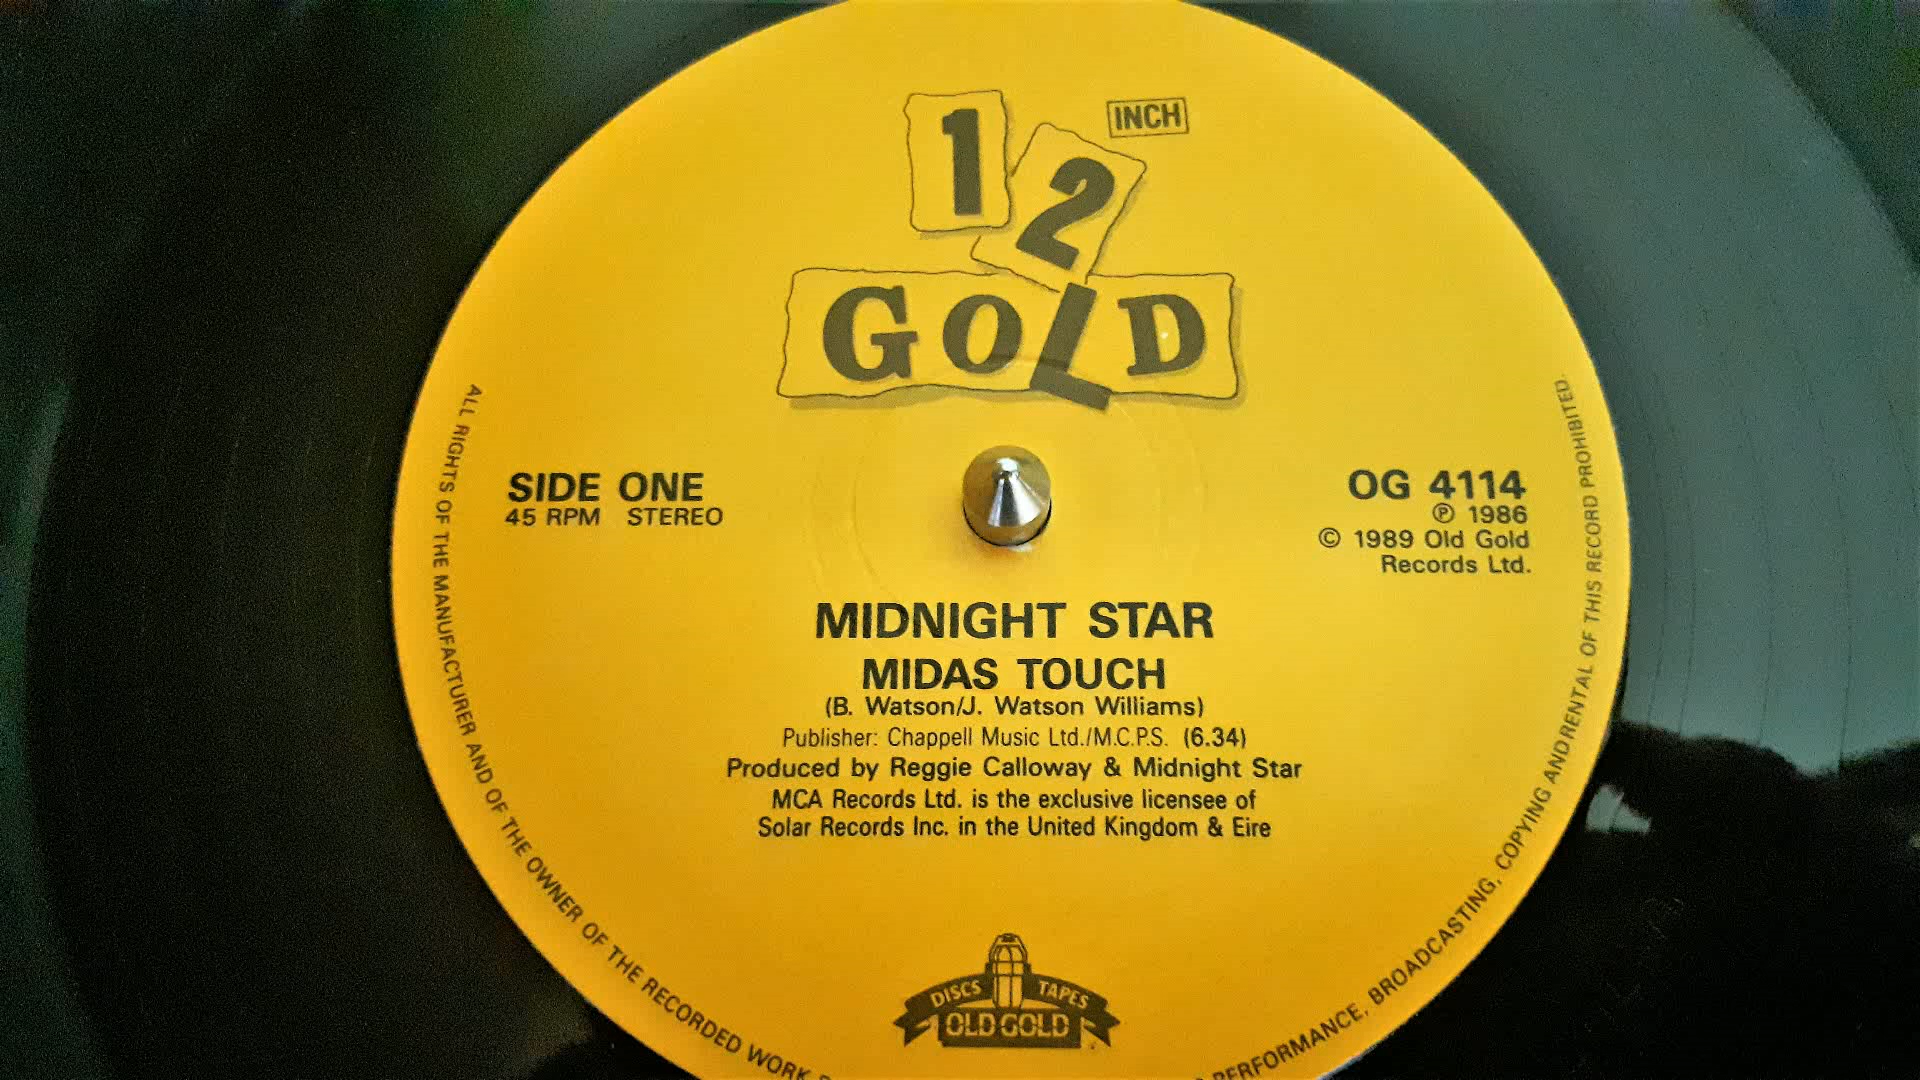 12 INCH
GOLD
SIDE ONE
45 RPM STEREO
OG 4114
℗ 1986
© 1989 Old Gold
Records Ltd.
MIDNIGHT STAR
MIDAS TOUCH
(B. Watson/J. Watson Williams)
Publisher: Chappell Music Ltd./M.C.P.S. (6.34)
Produced by Reggie Calloway & Midnight Star
MCA Records Ltd. is the exclusive licensee of
Solar Records Inc. in the United Kingdom & Eire
DISCS TAPES
OLD GOLD
ALL RIGHTS OF THE MANUFACTURER AND OF THE OWNER OF THE RECORDED WORK
PERFORMANCE, BROADCASTING, COPYING AND RENTAL OF THIS RECORD PROHIBITED.